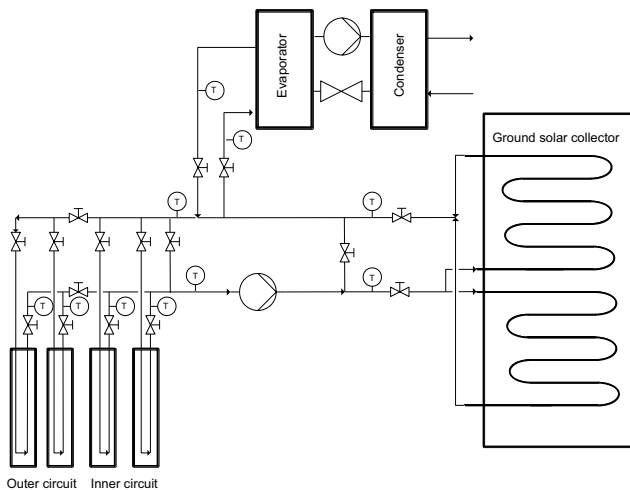 Evaporator
Condenser
T
Ground solar collector
T
T
T
T
T
T
T
T
T
Outer circuit
Inner circuit